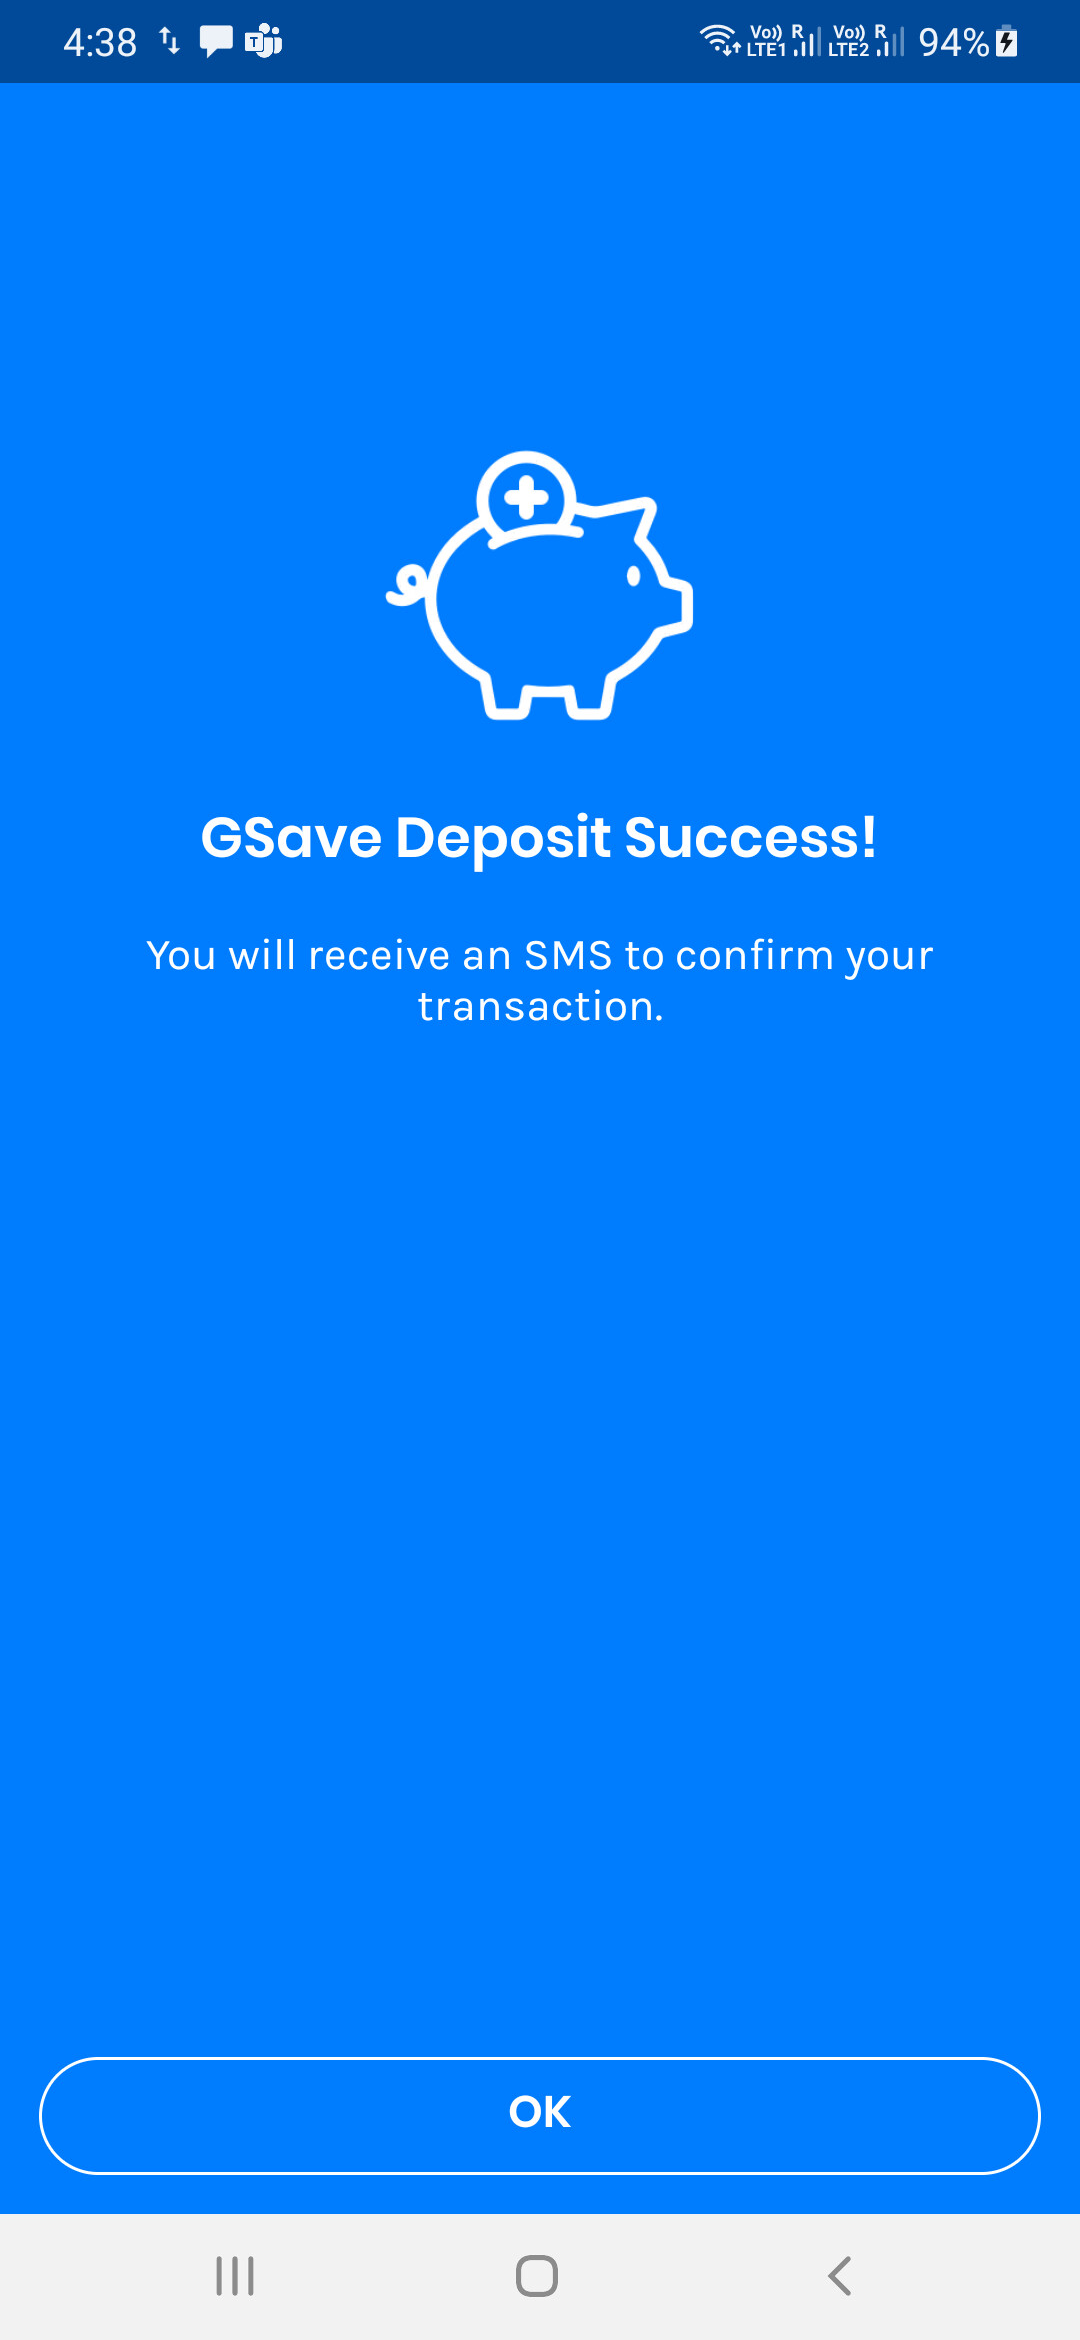 4:38 T Vo)) R LTE1 Vo)) R LTE2 94%
GSave Deposit Success!
You will receive an SMS to confirm your
transaction.
OK